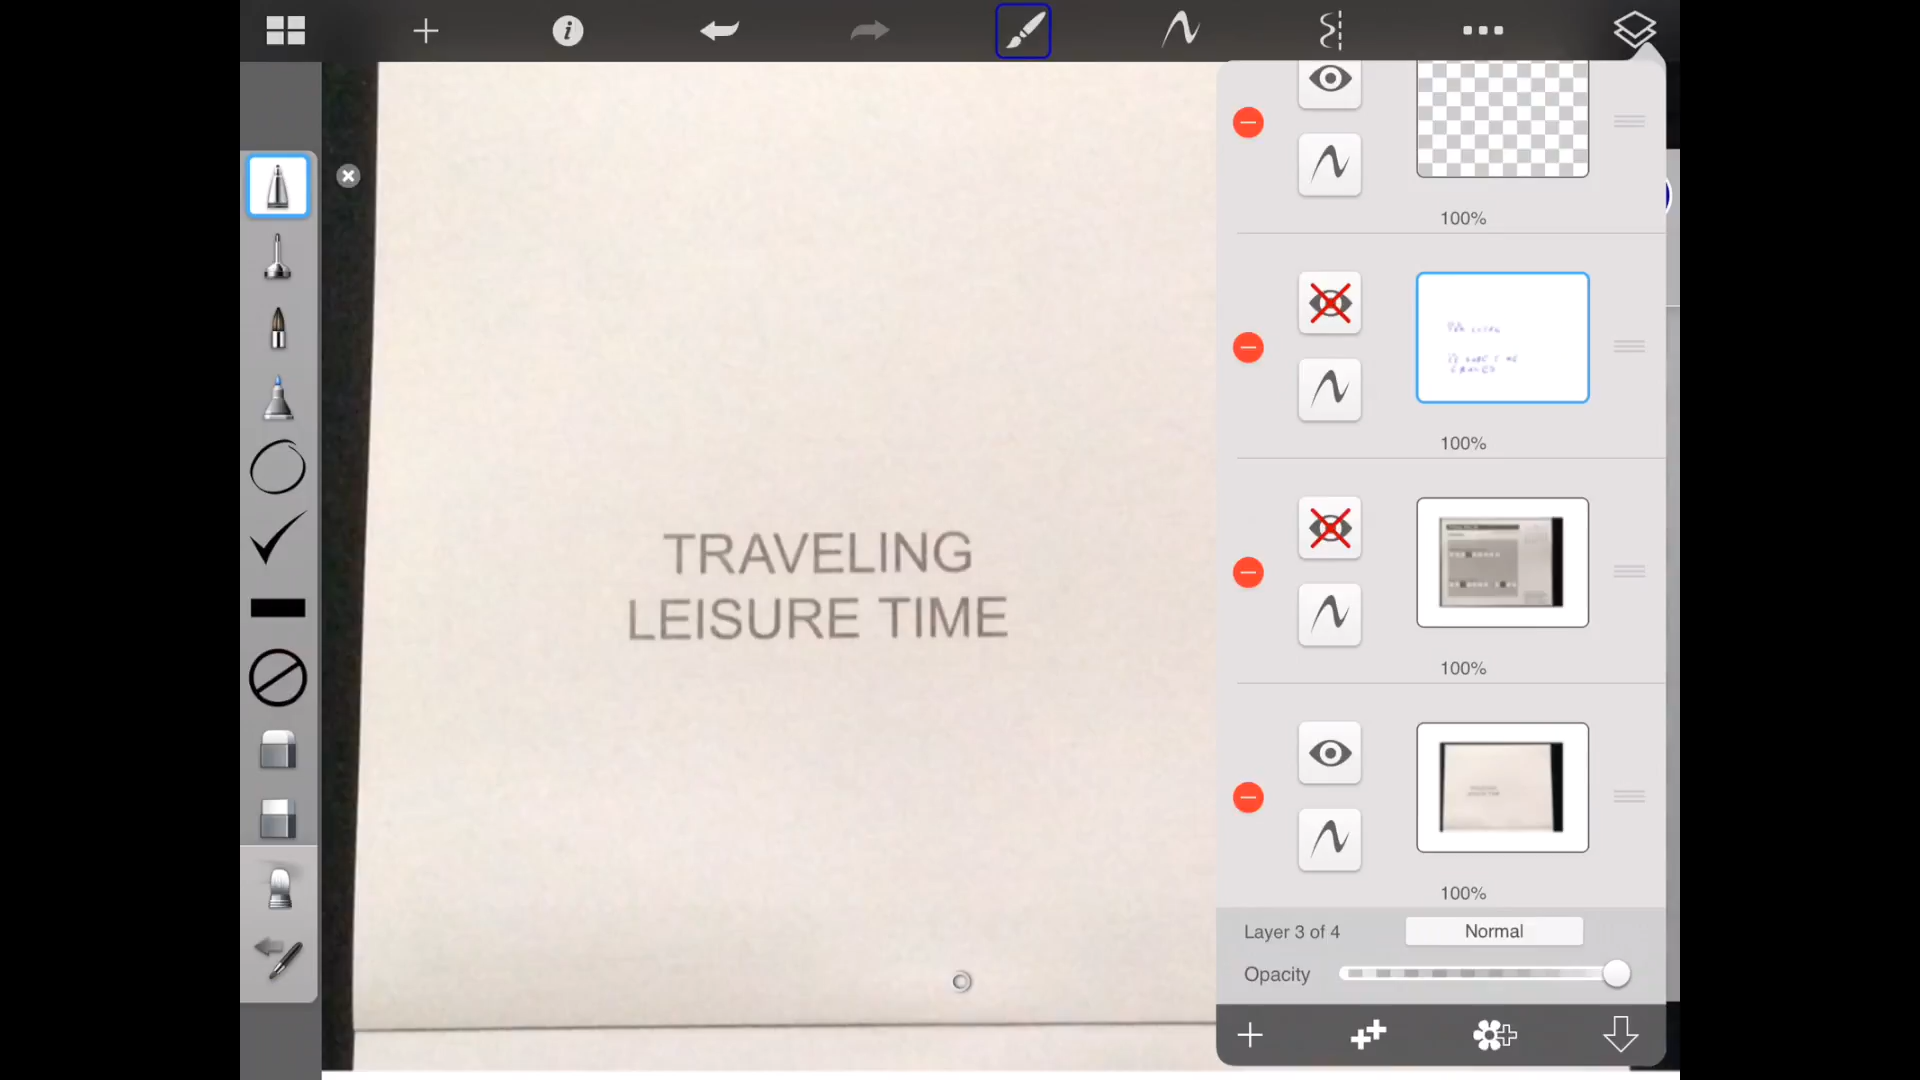 100%
100%
100%
TRAVELING
LEISURE TIME
100%
Layer 3 of 4
Normal
Opacity